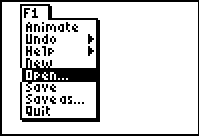 F1
Animate
Undo
Help
New
Open...
Save
Save as...
Quit